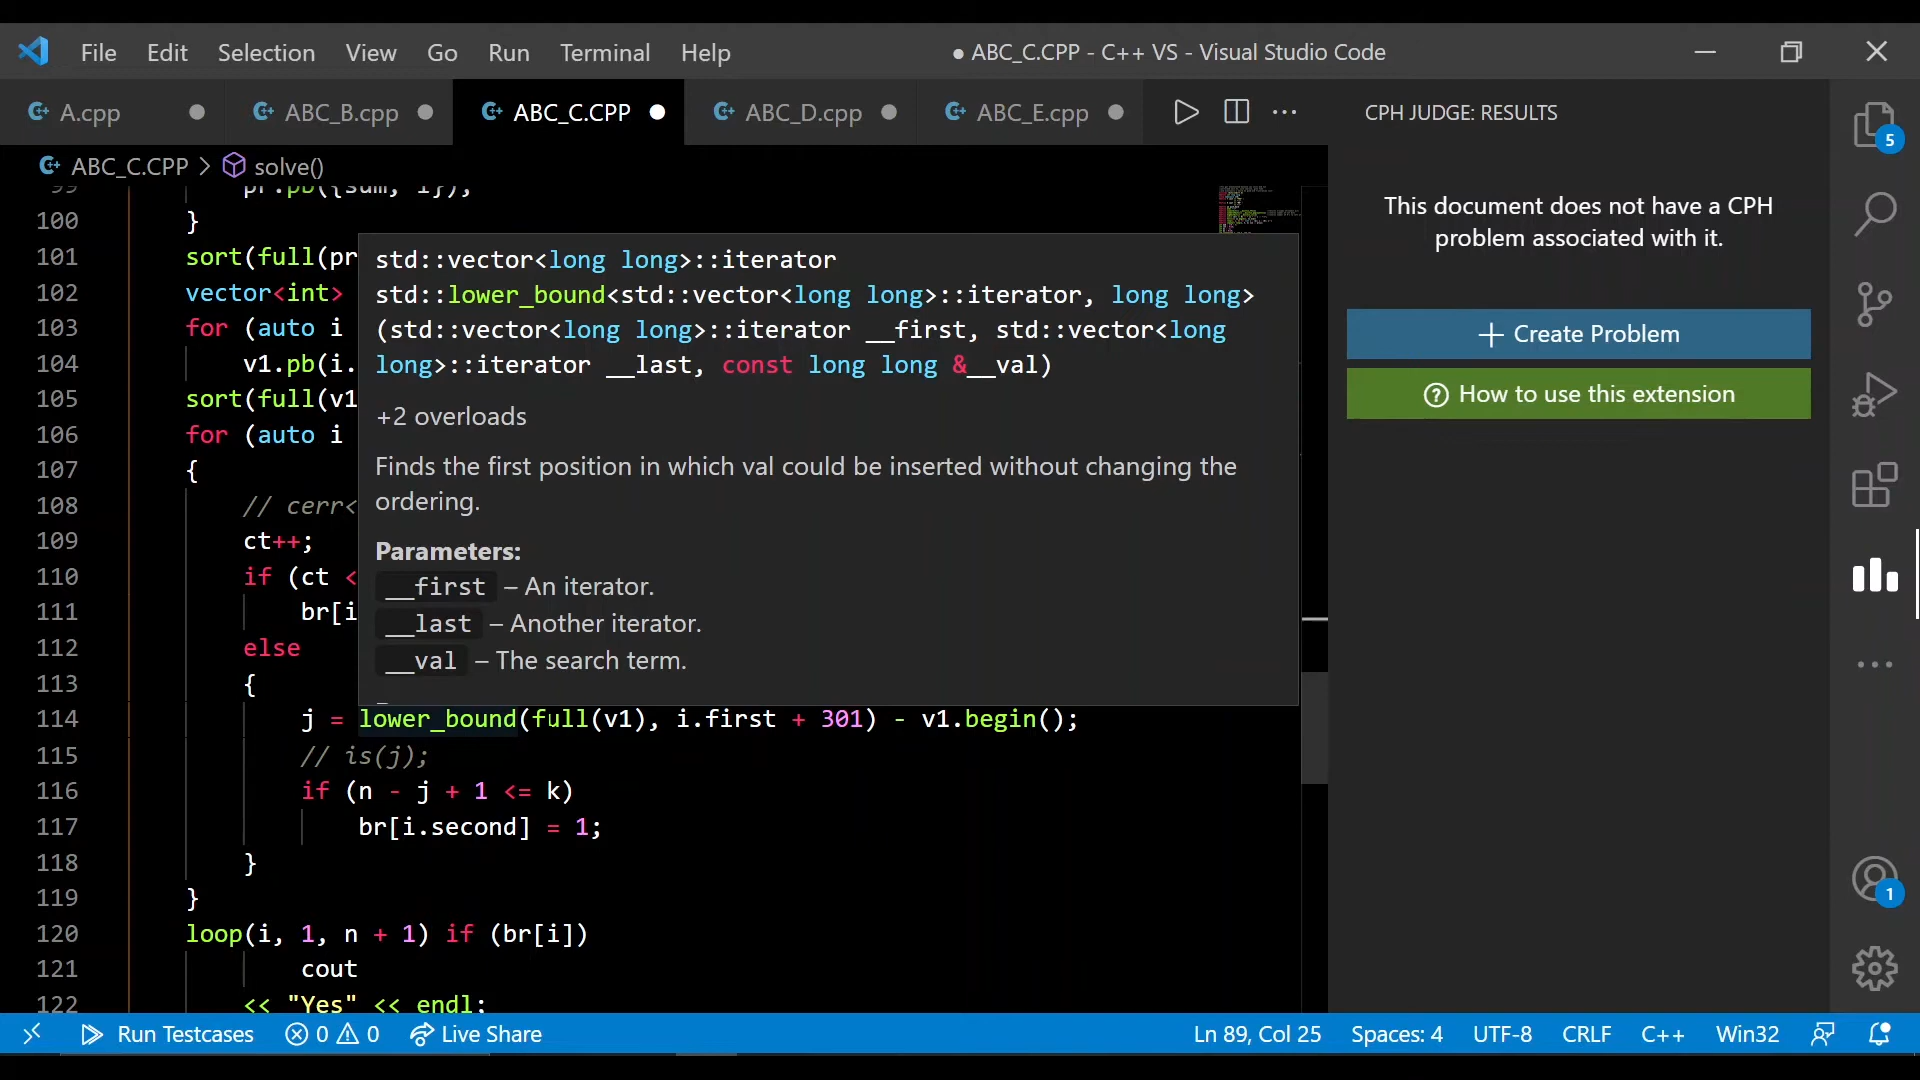 File Edit Selection View Go Run Terminal Help
● ABC_C.CPP - C++ VS - Visual Studio Code
A.cpp
ABC_B.cpp
ABC_C.CPP
ABC_D.cpp
ABC_E.cpp
ABC_C.CPP > solve()
99 pr.pb({sum, i});
100 }
101 sort(full(pr
102 vector<int>
103 for (auto i
104 v1.pb(i.
105 sort(full(v1
106 for (auto i
107 {
108 // cerr<
109 ct++;
110 if (ct <
111 br[i
112 else
113 {
std::vector<long long>::iterator
std::lower_bound<std::vector<long long>::iterator, long long>
(std::vector<long long>::iterator __first, std::vector<long
long>::iterator __last, const long long &__val)
+2 overloads
Finds the first position in which val could be inserted without changing the
ordering.
Parameters:
__first – An iterator.
__last – Another iterator.
__val – The search term.
114 j = lower_bound(full(v1), i.first + 301) - v1.begin();
115 // is(j);
116 if (n - j + 1 <= k)
117 br[i.second] = 1;
118 }
119 }
120 loop(i, 1, n + 1) if (br[i])
121 cout
122 << "Yes" << endl;
CPH JUDGE: RESULTS
This document does not have a CPH
problem associated with it.
+ Create Problem
? How to use this extension
5
1
Run Testcases 0 0 Live Share
Ln 89, Col 25 Spaces: 4 UTF-8 CRLF C++ Win32